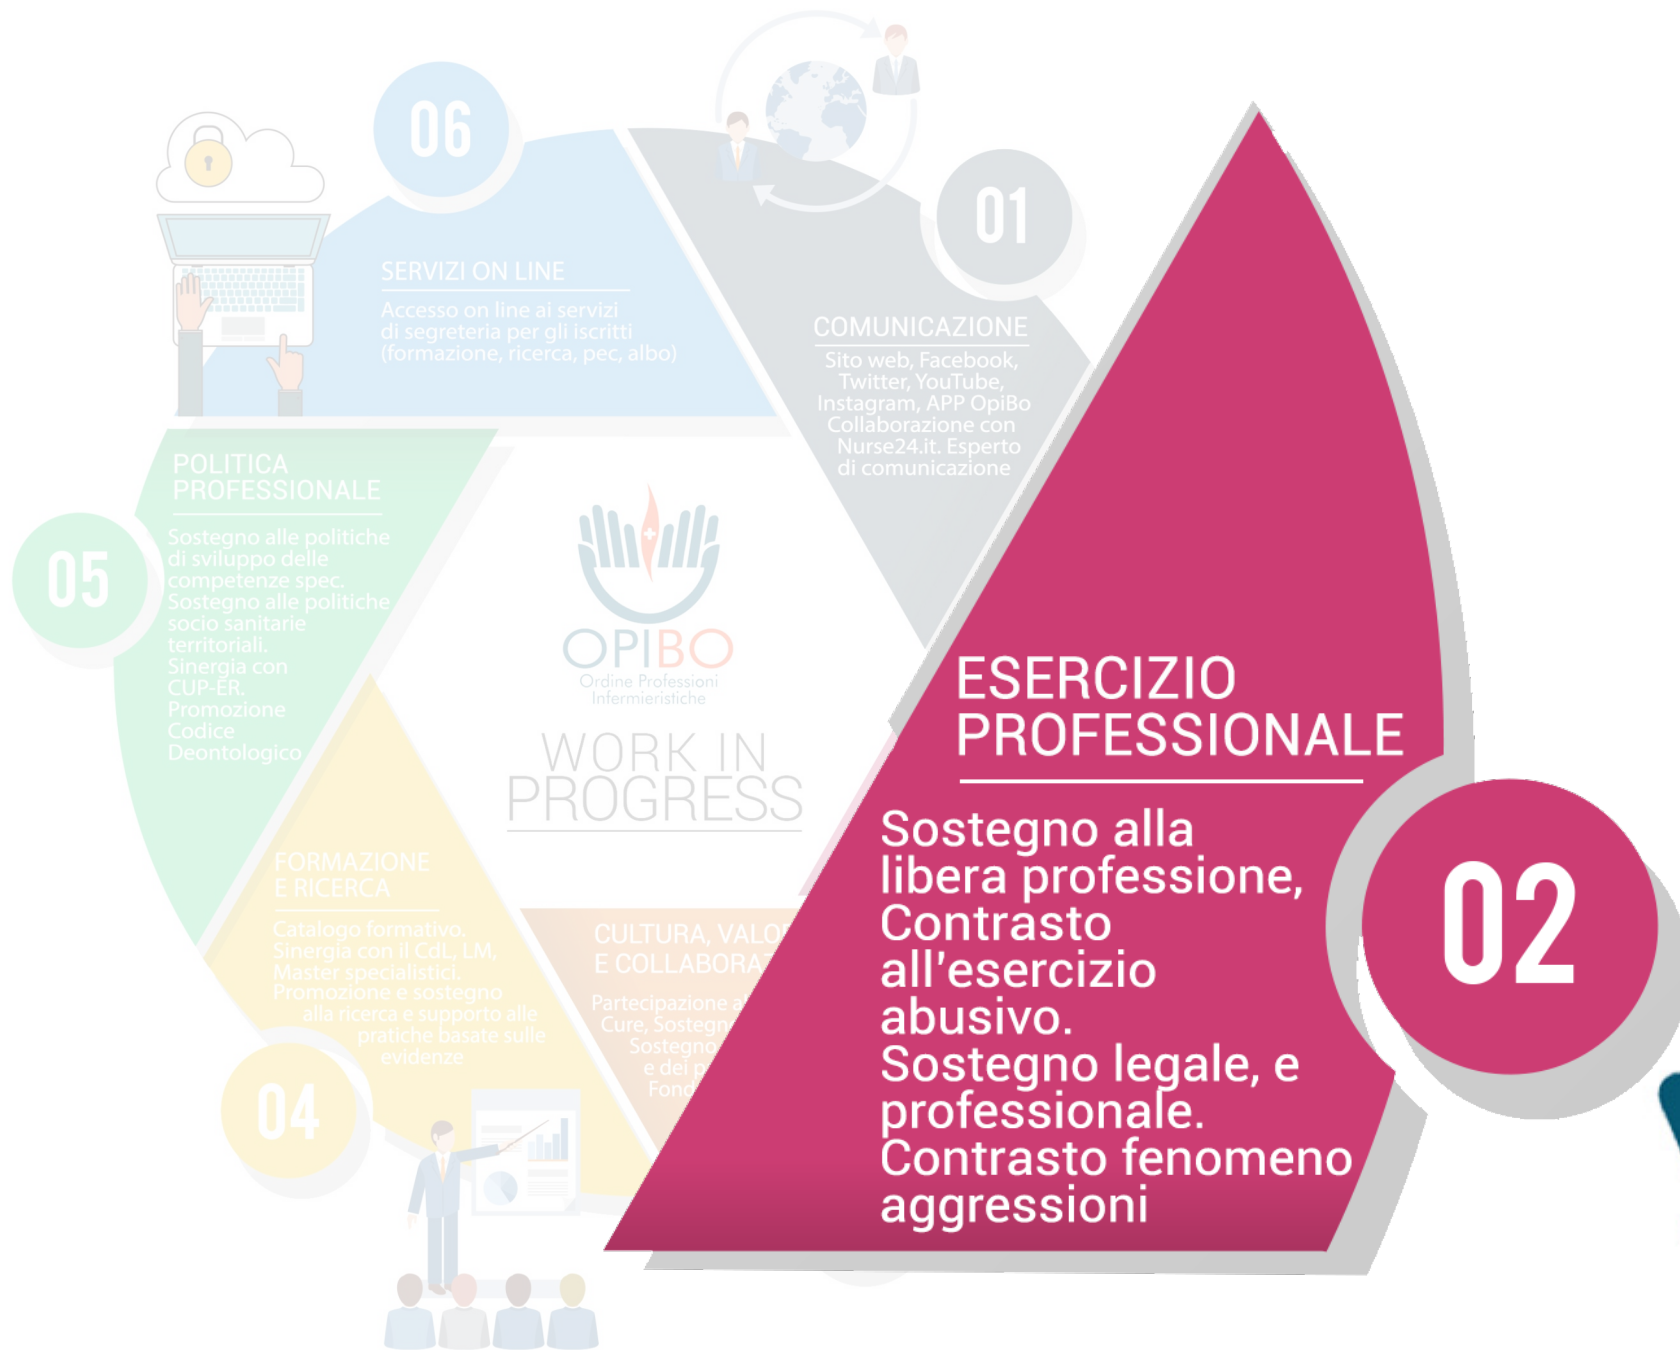 06
SERVIZI ON LINE
Accesso on line ai servizi
di segreteria per gli iscritti
(formazione, ricerca, pec, albo)
01
COMUNICAZIONE
Sito web, Facebook,
Twitter, YouTube,
Instagram, APP OpiBo
Collaborazione con
Nurse24.it. Esperto
di comunicazione
ESERCIZIO
PROFESSIONALE
Sostegno alla
libera professione,
Contrasto
all'esercizio
abusivo.
Sostegno legale, e
professionale.
Contrasto fenomeno
aggressioni
02
05
POLITICA
PROFESSIONALE
Sostegno alle politiche
di sviluppo delle
competenze spec.
Sostegno alle politiche
socio sanitarie
territoriali.
Sinergia con
CUP-ER.
Promozione
Codice
Deontologico
OPIBO
Ordine Professioni
Infermieristiche
WORK IN
PROGRESS
FORMAZIONE
E RICERCA
Catalogo formativo.
Sinergia con il CdL, LM,
Master specialistici.
Promozione e sostegno
alla ricerca e supporto alle
pratiche basate sulle
evidenze
04
CULTURA,
E
Partecipazione
Cure,
Sostegno
e dei